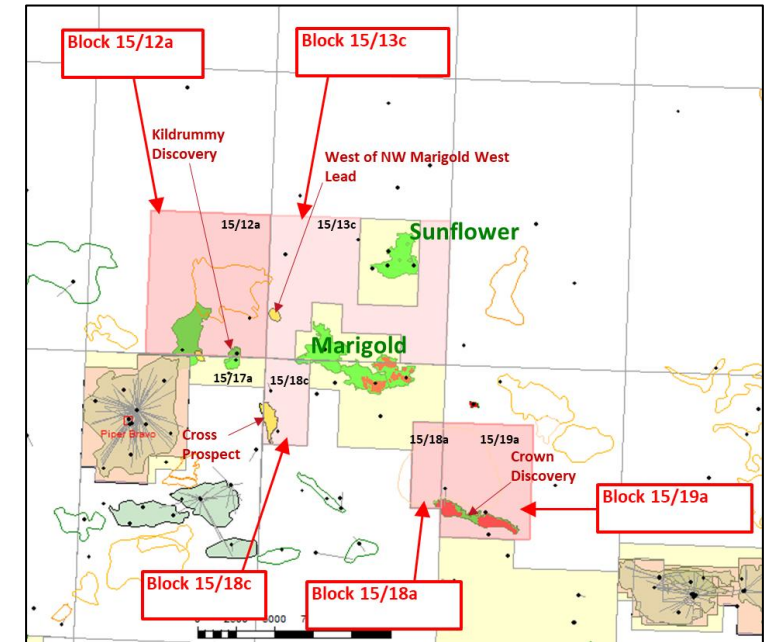 Block 15/12a
Block 15/13c
Kildrummy
Discovery
West of NW Marigold West
Lead
15/12a
15/13c
Sunflower
Marigold
15/17a
15/18c
Piper Bravo
Cross
Prospect
15/18a
15/19a
Crown
Discovery
Block 15/19a
Block 15/18c
Block 15/18a